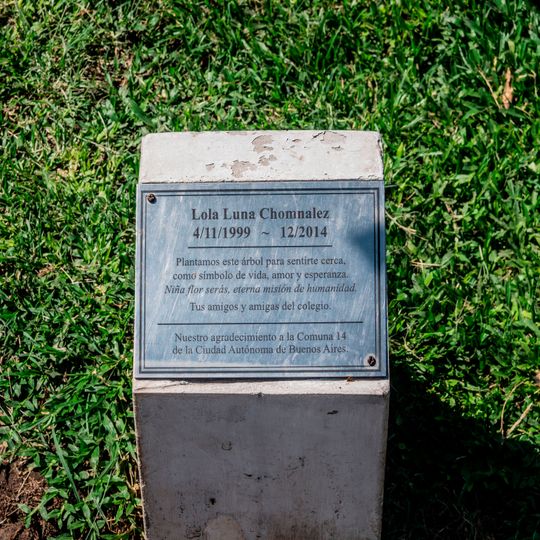 Lola Luna Chomnalez
4/11/1999 ~ 12/2014
Plantamos este árbol para sentirte cerca,
como símbolo de vida, amor y esperanza.
Niña flor serás, eterna misión de humanidad.
Tus amigos y amigas del colegio.
Nuestro agradecimiento a la Comuna 14
de la Ciudad Autónoma de Buenos Aires.